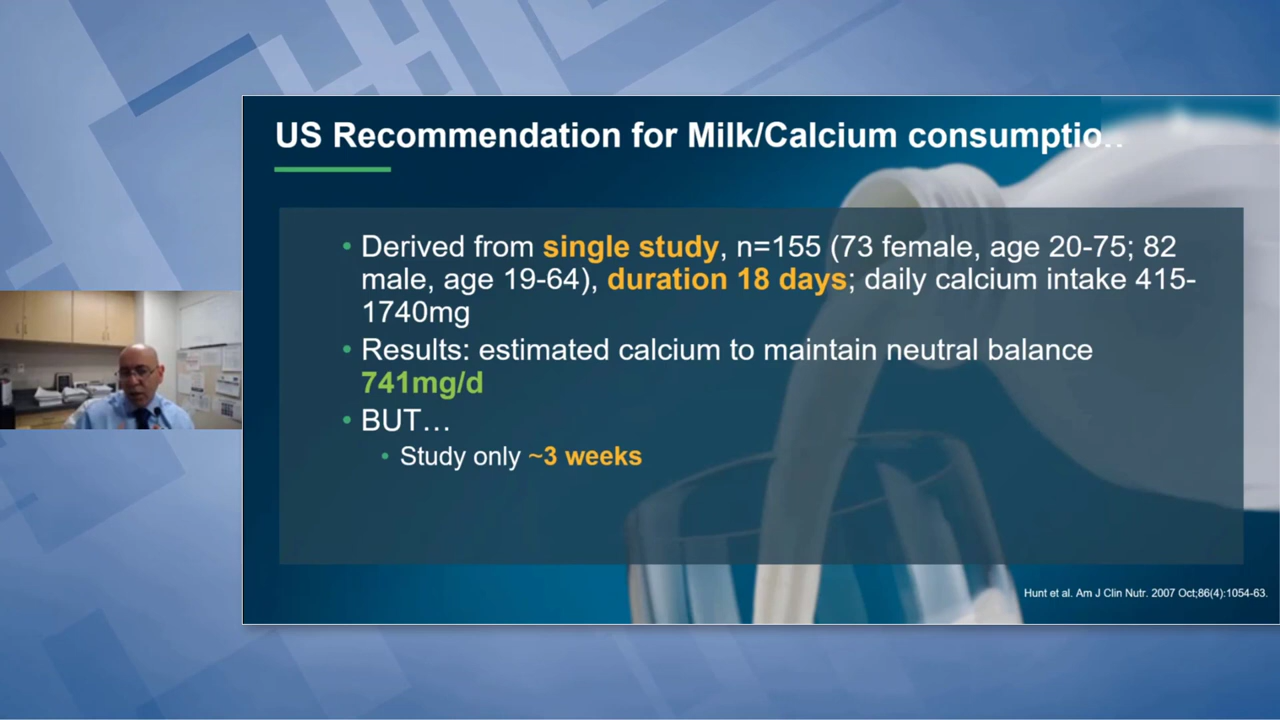 US Recommendation for Milk/Calcium consumptio..
• Derived from single study, n=155 (73 female, age 20-75; 82
male, age 19-64), duration 18 days; daily calcium intake 415-
1740mg
• Results: estimated calcium to maintain neutral balance
741mg/d
• BUT…
• Study only ~3 weeks
Hunt et al. Am J Clin Nutr. 2007 Oct;86(4):1054-63.